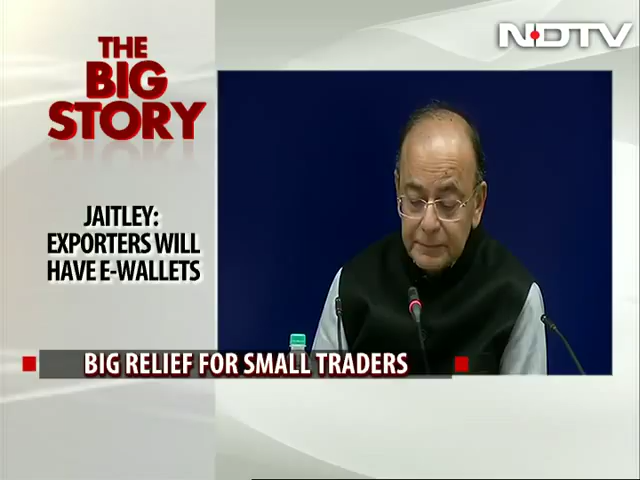 THE
BIG
STORY
NDTV
JAITLEY:
EXPORTERS WILL
HAVE E-WALLETS
BIG RELIEF FOR SMALL TRADERS